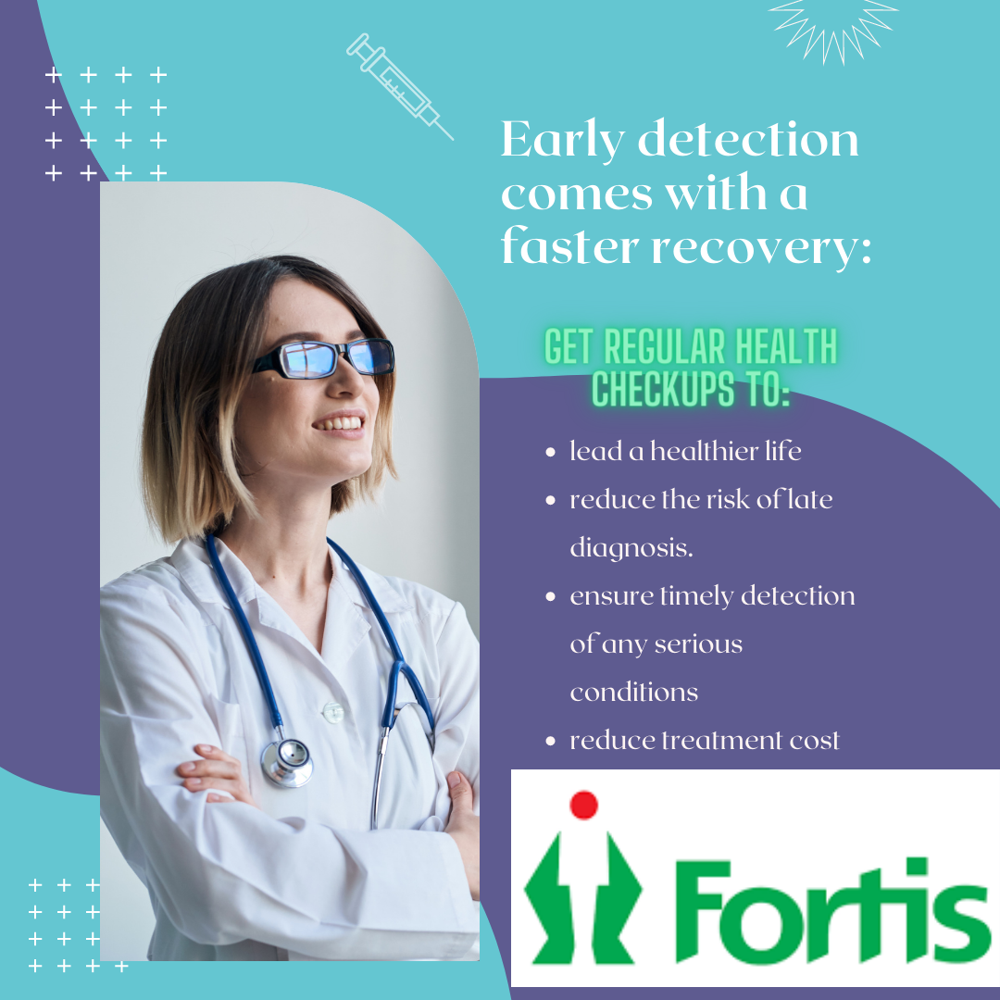 Early detection
comes with a
faster recovery:
GET REGULAR HEALTH
CHECKUPS TO:
• lead a healthier life
• reduce the risk of late
diagnosis.
• ensure timely detection
of any serious
conditions
• reduce treatment cost
Fortis